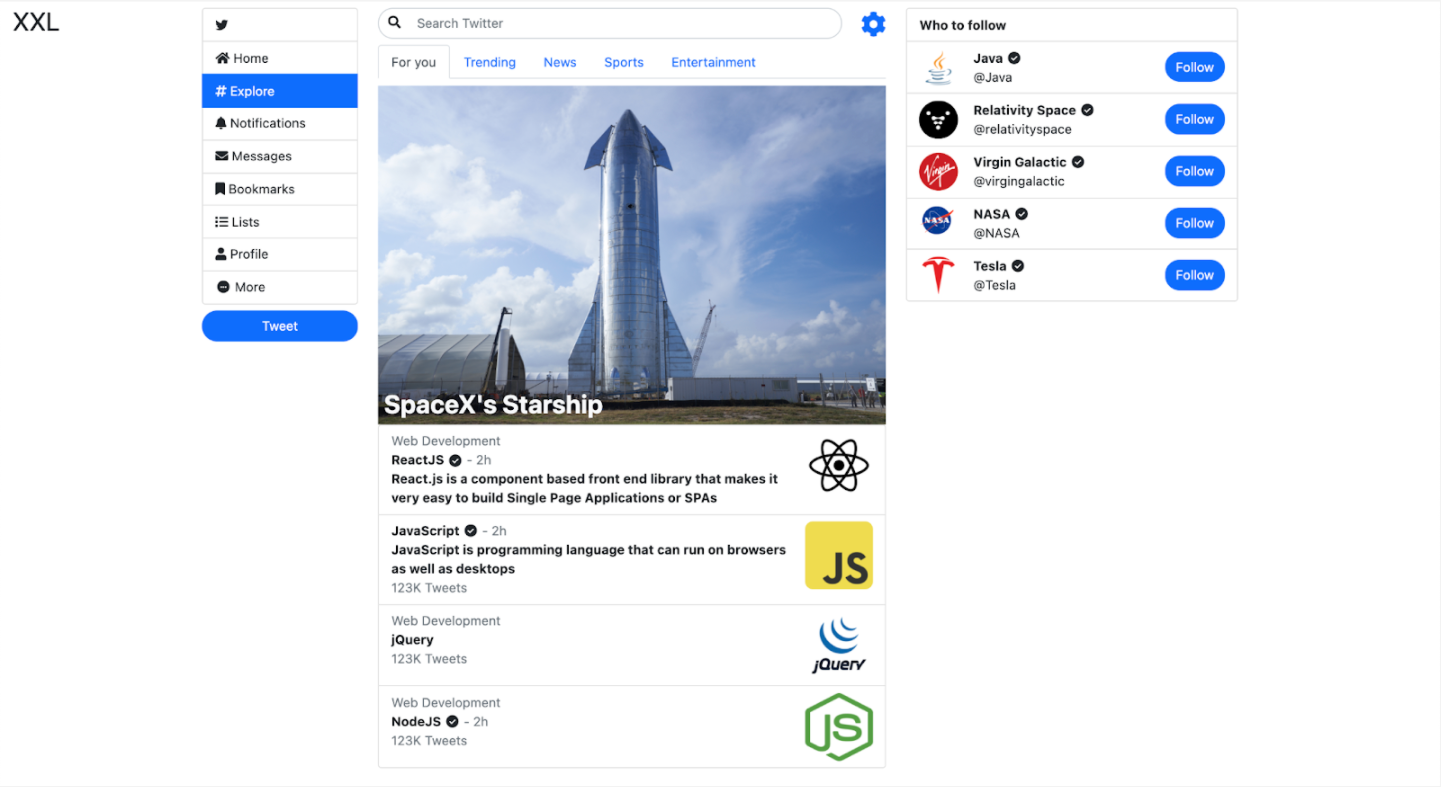 XXL
Home
Explore
Notifications
Messages
Bookmarks
Lists
Profile
More
Tweet
Search Twitter
For you
Trending
News
Sports
Entertainment
SpaceX's Starship
Web Development
ReactJS - 2h
React.js is a component based front end library that makes it
very easy to build Single Page Applications or SPAs
JavaScript - 2h
JavaScript is programming language that can run on browsers
as well as desktops
123K Tweets
JS
Web Development
jQuery
123K Tweets
jQuery
Web Development
NodeJS - 2h
123K Tweets
JS
Who to follow
Java
@Java
Follow
Relativity Space
@relativityspace
Follow
Virgin
Virgin Galactic
@virgingalactic
Follow
NASA
NASA
@NASA
Follow
Tesla
@Tesla
Follow